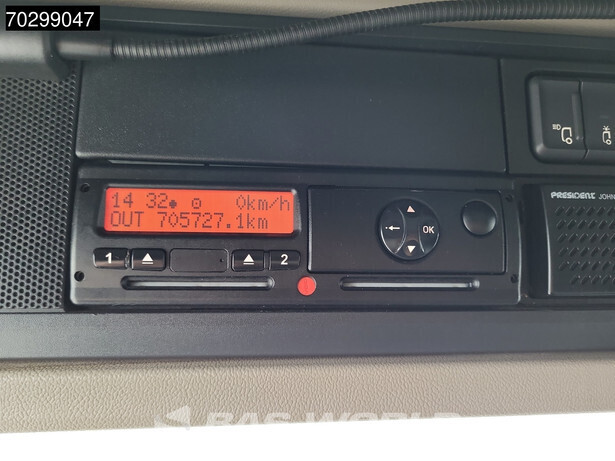 70299047
14 32 0km/h
OUT 705727.1km
OK
1 2
PRESIDENT JOHN
BAS WORLD